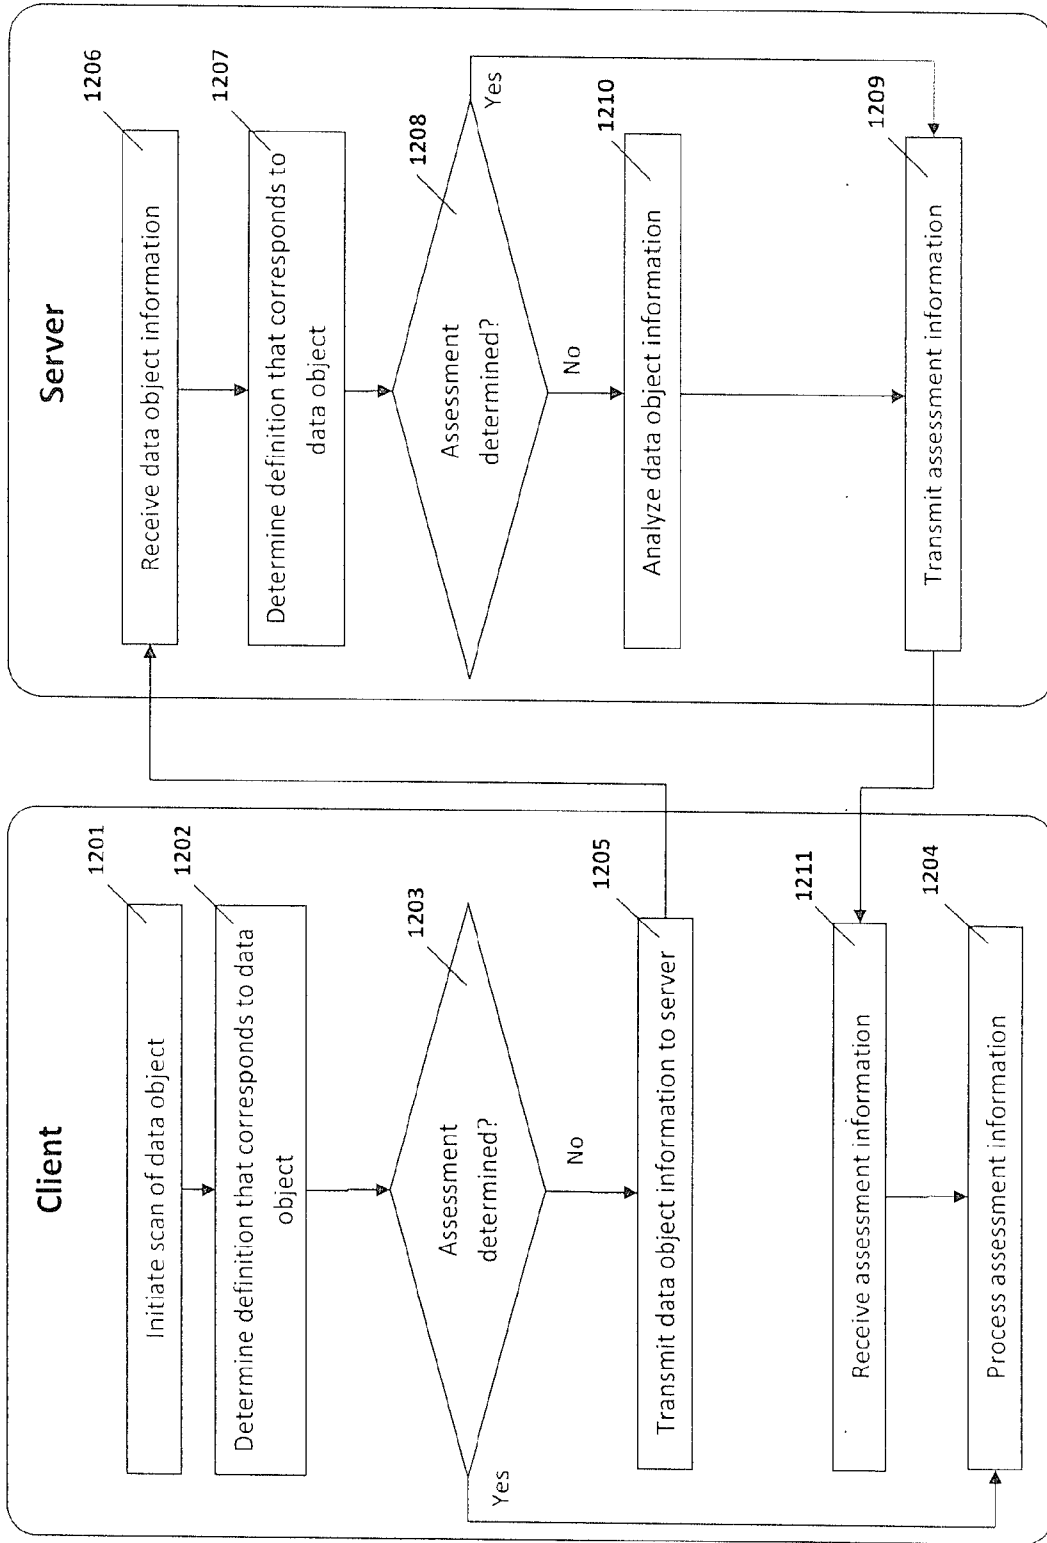 Client
1201
Initiate scan of data object
1202
Determine definition that corresponds to data
object
1203
Assessment
determined?
Yes
No
1205
Transmit data object information to server
1211
Receive assessment information
1204
Process assessment information
Server
1206
Receive data object information
1207
Determine definition that corresponds to
data object
1208
Assessment
determined?
Yes
No
1210
Analyze data object information
1209
Transmit assessment information